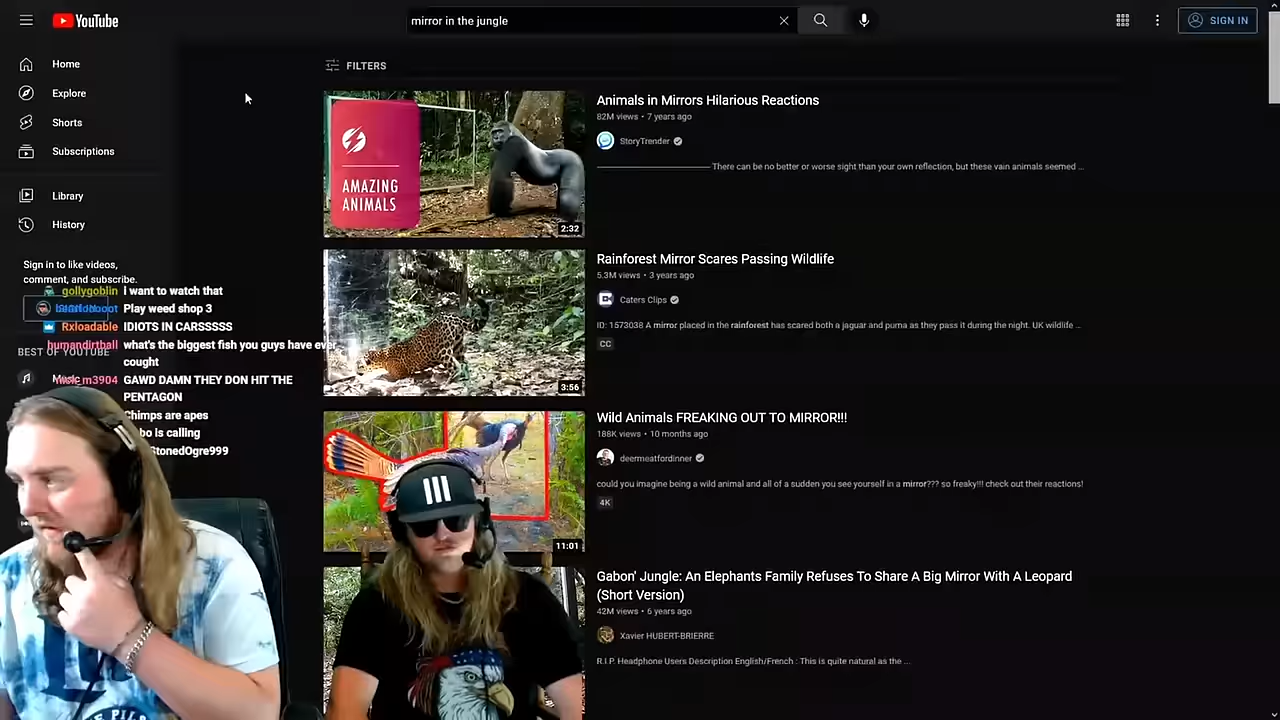 YouTube
mirror in the jungle
SIGN IN
Home
Explore
Shorts
Subscriptions
Library
History
Sign in to like videos,
comment, and subscribe.
BEST OF YOUTUBE
gollygoblin I want to watch that
Play weed shop 3
Rxloadable IDIOTS IN CARSSSSS
humandirtball what's the biggest fish you guys have ever
cought
m3904 GAWD DAMN THEY DON HIT THE
PENTAGON
Chimps are apes
is calling
StonedOgre999
FILTERS
AMAZING
ANIMALS
2:32
Animals in Mirrors Hilarious Reactions
82M views • 7 years ago
StoryTrender
There can be no better or worse sight than your own reflection, but these vain animals seemed ...
3:56
Rainforest Mirror Scares Passing Wildlife
5.3M views • 3 years ago
Caters Clips
ID: 1573038 A mirror placed in the rainforest has scared both a jaguar and puma as they pass it during the night. UK wildlife ...
CC
11:01
Wild Animals FREAKING OUT TO MIRROR!!!
188K views • 10 months ago
deermeatfordinner
could you imagine being a wild animal and all of a sudden you see yourself in a mirror??? so freaky!!! check out their reactions!
4K
Gabon' Jungle: An Elephants Family Refuses To Share A Big Mirror With A Leopard
(Short Version)
42M views • 6 years ago
Xavier HUBERT-BRIERRE
R.I.P. Headphone Users Description English/French : This is quite natural as the ...